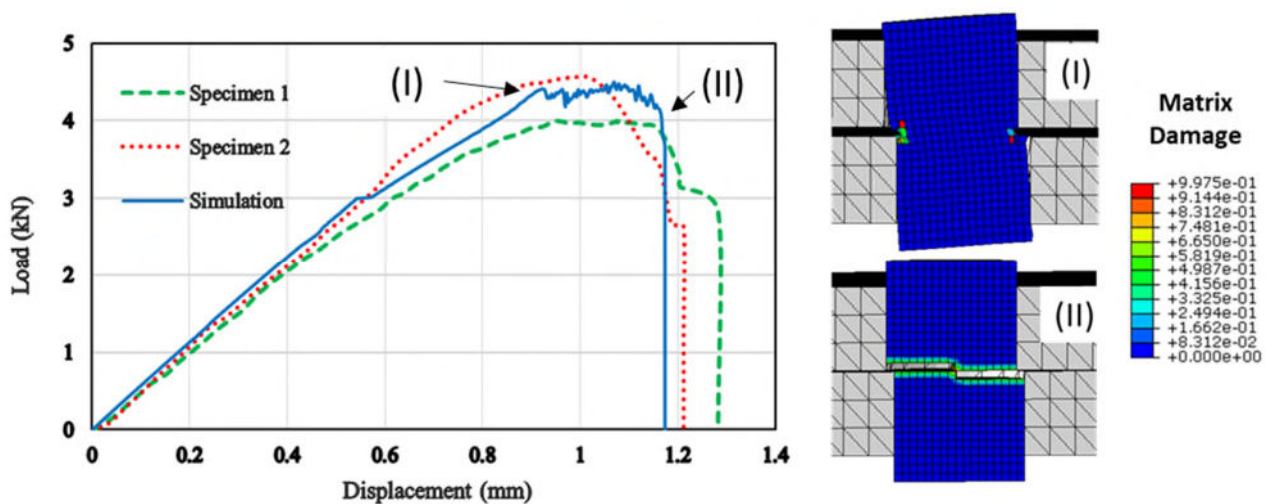 5
4
3
2
1
0
Load (kN)
0
0.2
0.4
0.6
0.8
1
1.2
1.4
Displacement (mm)
Specimen 1
Specimen 2
Simulation
(I)
(II)
(I)
(II)
Matrix
Damage
+9.975e-01
+9.144e-01
+8.312e-01
+7.481e-01
+6.650e-01
+5.819e-01
+4.987e-01
+4.156e-01
+3.325e-01
+2.494e-01
+1.662e-01
+8.312e-02
+0.000e+00